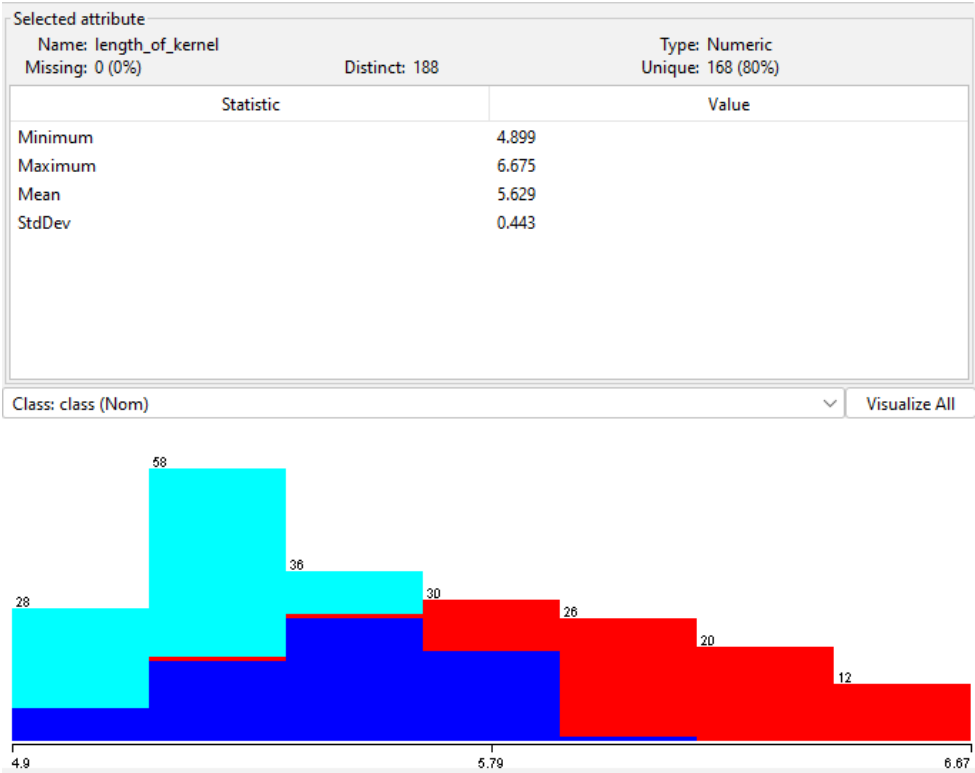 Selected attribute
Name: length_of_kernel Type: Numeric
Missing: 0 (0%) Distinct: 188 Unique: 168 (80%)
Statistic Value
Minimum 4.899
Maximum 6.675
Mean 5.629
StdDev 0.443
Class: class (Nom) Visualize All
58
36
28
30
26
20
12
4.9 5.79 6.67